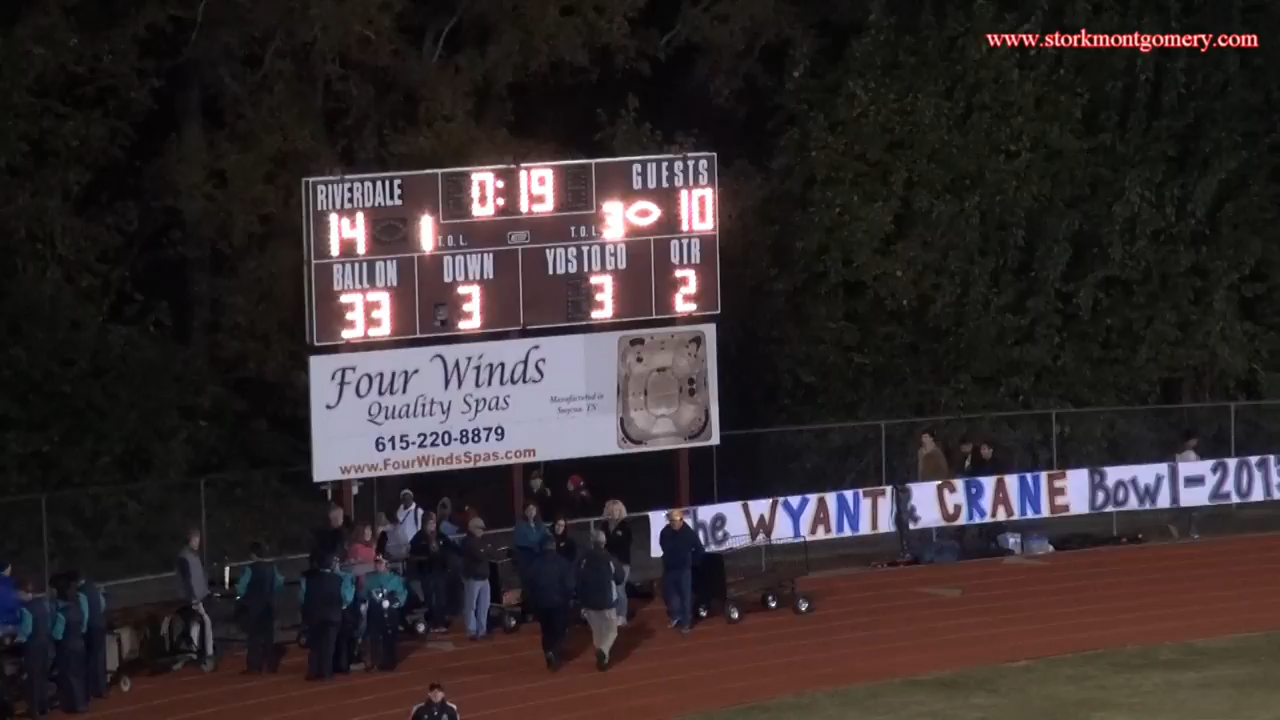 www.storkmontgomery.com
RIVERDALE 0:19 GUESTS
14 1 T.O.L. T.O.L. 3 10
BALL ON DOWN YDS TO GO QTR
33 3 3 2
Four Winds
Quality Spas
Manufactured in
Smyrna, TN
615-220-8879
www.FourWindsSpas.com
The WYANT & CRANE Bowl-201